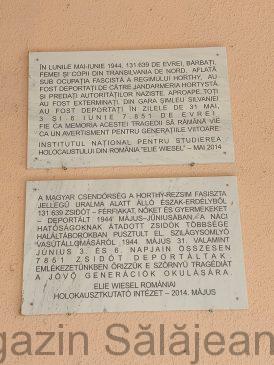 ÎN LUNILE MAI-IUNIE 1944, 131.639 DE EVREI, BĂRBAȚI,
FEMEI ȘI COPII DIN TRANSILVANIA DE NORD, AFLATĂ
SUB OCUPAȚIA FASCISTĂ A REGIMULUI HORTHY, AU
FOST DEPORTAȚI DE CĂTRE JANDARMERIA HORTYSTĂ
ȘI PREDAȚI AUTORITĂȚILOR NAZISTE. APROAPE TOȚI
AU FOST EXTERMINAȚI. DIN GARA ȘIMLEU SILVANIEI
AU FOST DEPORTAȚI ÎN ZILELE DE 31 MAI,
3 ȘI 6 IUNIE 7.851 DE EVREI.
FIE CA MEMORIA ACESTEI TRAGEDII SĂ RĂMÂNĂ VIE
CA UN AVERTISMENT PENTRU GENERAȚIILE VIITOARE.
INSTITUTUL NAȚIONAL PENTRU STUDIEREA
HOLOCAUSTULUI DIN ROMÂNIA "ELIE WIESEL" – MAI 2014
A MAGYAR CSENDŐRSÉG A HORTHY-REZSIM FASISZTA
JELLEGŰ URALMA ALATT ÁLLÓ ÉSZAK-ERDÉLYBŐL
131 639 ZSIDÓT – FÉRFIAKAT, NŐKET ÉS GYERMEKEKET
– DEPORTÁLT 1944 MÁJUS-JÚNIUSÁBAN. A NÁCI
HATÓSÁGOKNAK ÁTADOTT ZSIDÓK TÖBBSÉGE
HALÁLTÁBOROKBAN PUSZTULT EL. SZILÁGYSOMLYÓ
VASÚTÁLLOMÁSÁRÓL 1944. MÁJUS 31. VALAMINT
JÚNIUS 3. ÉS 6. NAPJAIN ÖSSZESEN
7851 ZSIDÓT DEPORTÁLTAK.
EMLÉKEZETÜNKBEN ŐRIZZÜK E SZÖRNYŰ TRAGÉDIÁT
A JÖVŐ GENERÁCIÓK OKULÁSÁRA.
ELIE WIESEL ROMÁNIAI
HOLOKAUSZTKUTATÓ INTÉZET – 2014. MÁJUS
gazin Sălăjean